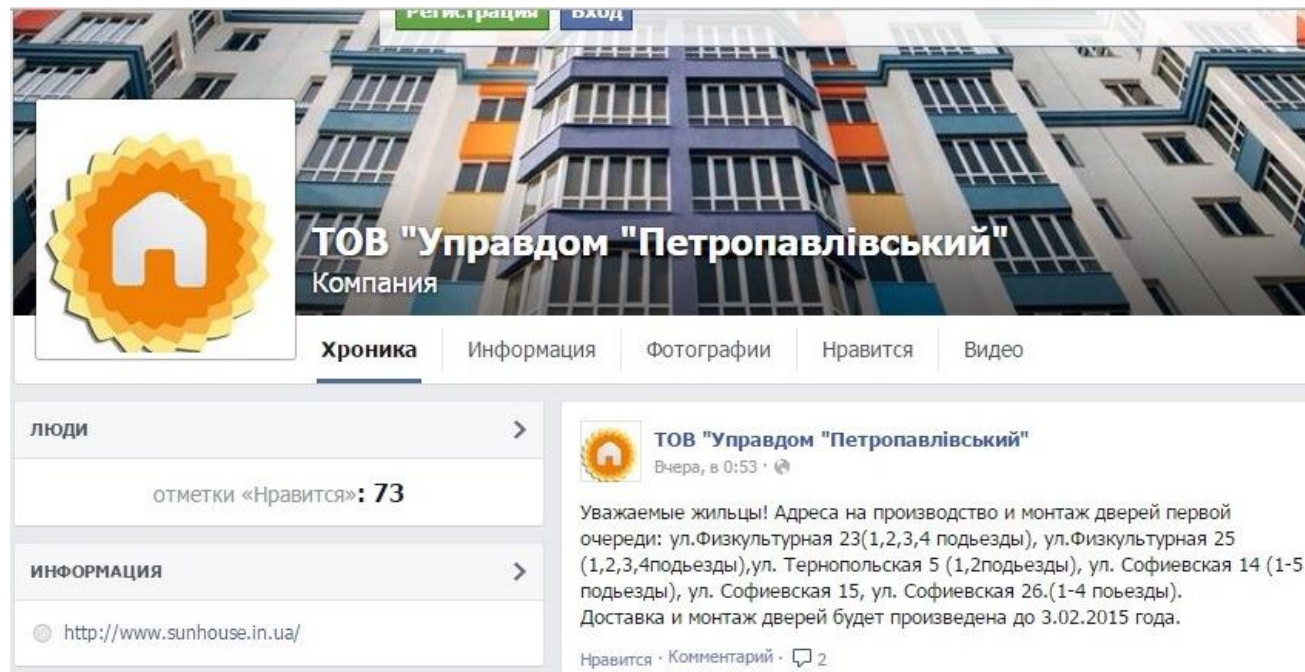 Регистрация Вход
ТОВ "Управдом "Петропавлівський"
Компания
Хроника Информация Фотографии Нравится Видео
ЛЮДИ
отметки «Нравится»: 73
ИНФОРМАЦИЯ
http://www.sunhouse.in.ua/
ТОВ "Управдом "Петропавлівський"
Вчера, в 0:53 ·
Уважаемые жильцы! Адреса на производство и монтаж дверей первой
очереди: ул.Физкультурная 23(1,2,3,4 подьезды), ул.Физкультурная 25
(1,2,3,4подьезды),ул. Тернопольская 5 (1,2подьезды), ул. Софиевская 14 (1-5
подьезды), ул. Софиевская 15, ул. Софиевская 26.(1-4 поьезды).
Доставка и монтаж дверей будет произведена до 3.02.2015 года.
Нравится · Комментарий · 2